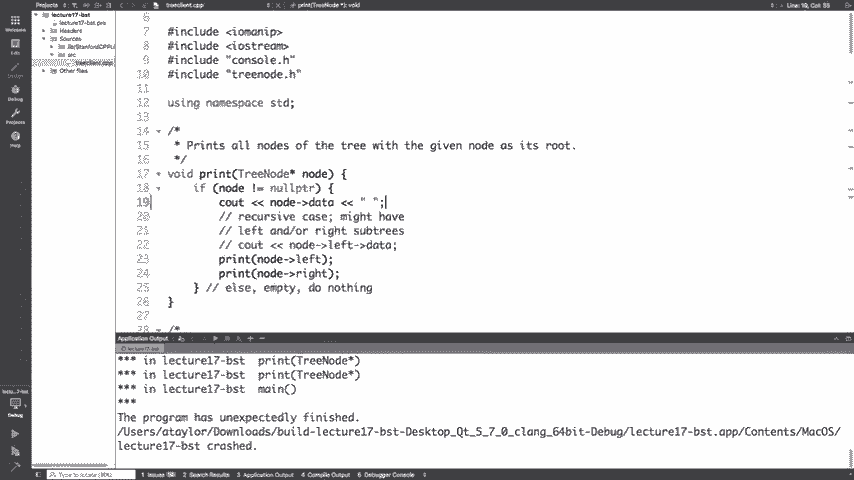 Projects
treeclient.cpp
print(TreeNode *): void
Line: 19, Col: 55
lecture17-bst
lecture17-bst.pro
Headers
Sources
src
treeclient.cpp
Other files
Welcome
Edit
Design
Debug
Projects
Help
6
7 #include <iomanip>
8 #include <iostream>
9 #include "console.h"
10 #include "treenode.h"
11
12 using namespace std;
13
14 /*
15 * Prints all nodes of the tree with the given node as its root.
16 */
17 void print(TreeNode* node) {
18 if (node != nullptr) {
19 cout << node->data << " ";
20 // recursive case; might have
21 // left and/or right subtrees
22 // cout << node->left->data;
23 print(node->left);
24 print(node->right);
25 } // else, empty, do nothing
26 }
27
28 /*
Application Output
lecture17-bst
*** in lecture17-bst print(TreeNode*)
*** in lecture17-bst print(TreeNode*)
*** in lecture17-bst main()
***
The program has unexpectedly finished.
/Users/ataylor/Downloads/build-lecture17-bst-Desktop_Qt_5_7_0_clang_64bit-Debug/lecture17-bst.app/Contents/MacOS/
lecture17-bst crashed.
Debug
Type to locate (⌘K)
1 Issues
2 Search Results
3 Application Output
4 Compile Output
5 Debugger Console